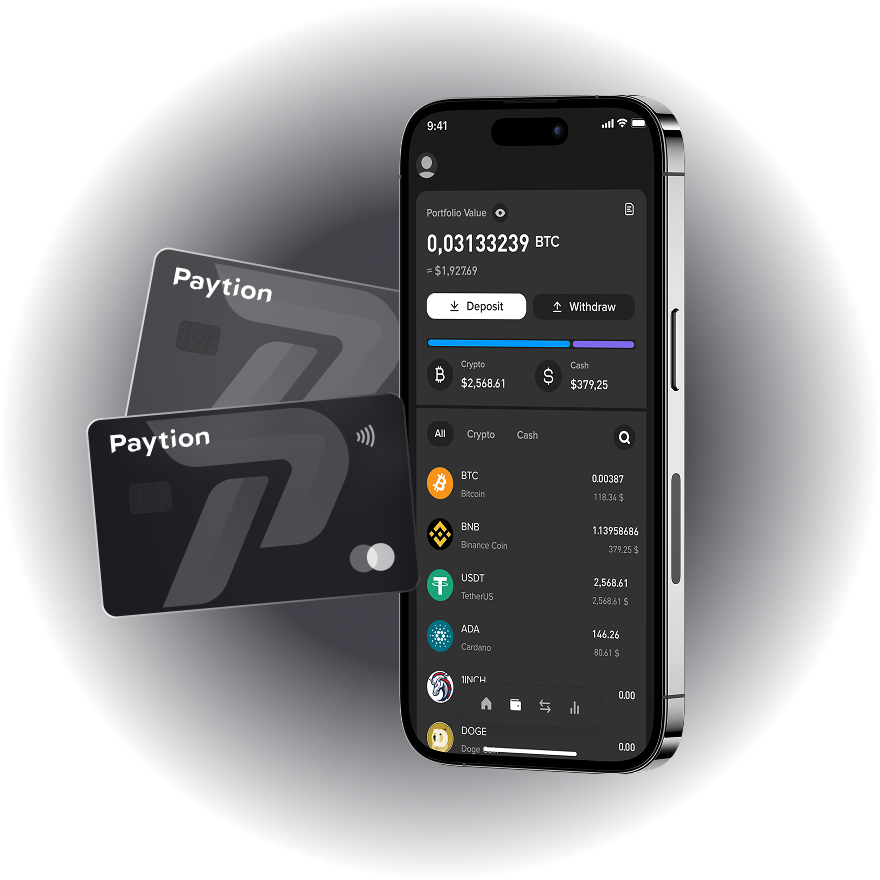 Paytion
Paytion
9:41
Portfolio Value
0,03133239 BTC
≈ $1,927.69
Deposit
Withdraw
Crypto
$2,568.61
Cash
$379,25
All
Crypto
Cash
BTC
Bitcoin
0.00387
118.34 $
BNB
Binance Coin
1.13958686
379.25 $
USDT
TetherUS
2,568.61
2,568.61 $
ADA
Cardano
146.26
80.61 $
1INCH
0.00
DOGE
Doge Coin
0.00